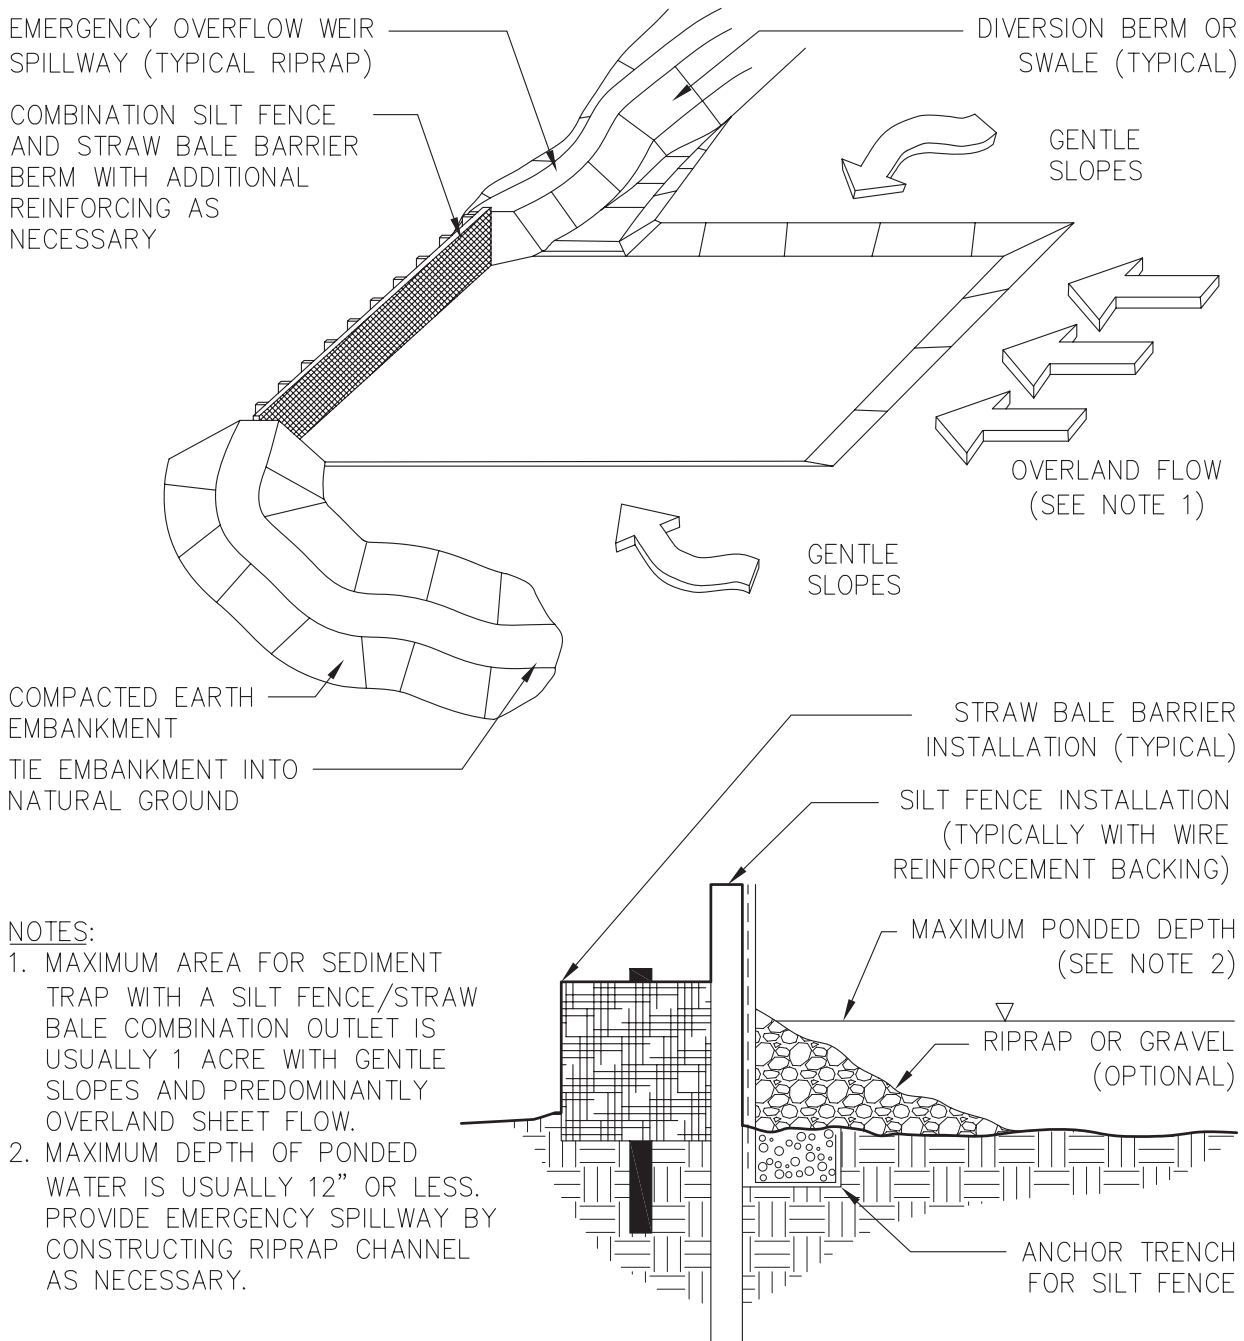 EMERGENCY OVERFLOW WEIR
SPILLWAY (TYPICAL RIPRAP)
DIVERSION BERM OR
SWALE (TYPICAL)
COMBINATION SILT FENCE
AND STRAW BALE BARRIER
BERM WITH ADDITIONAL
REINFORCING AS
NECESSARY
GENTLE
SLOPES
OVERLAND FLOW
(SEE NOTE 1)
GENTLE
SLOPES
COMPACTED EARTH
EMBANKMENT
TIE EMBANKMENT INTO
NATURAL GROUND
STRAW BALE BARRIER
INSTALLATION (TYPICAL)
SILT FENCE INSTALLATION
(TYPICALLY WITH WIRE
REINFORCEMENT BACKING)
MAXIMUM PONDED DEPTH
(SEE NOTE 2)
RIPRAP OR GRAVEL
(OPTIONAL)
ANCHOR TRENCH
FOR SILT FENCE
NOTES:
1. MAXIMUM AREA FOR SEDIMENT
TRAP WITH A SILT FENCE/STRAW
BALE COMBINATION OUTLET IS
USUALLY 1 ACRE WITH GENTLE
SLOPES AND PREDOMINANTLY
OVERLAND SHEET FLOW.
2. MAXIMUM DEPTH OF PONDED
WATER IS USUALLY 12” OR LESS.
PROVIDE EMERGENCY SPILLWAY BY
CONSTRUCTING RIPRAP CHANNEL
AS NECESSARY.